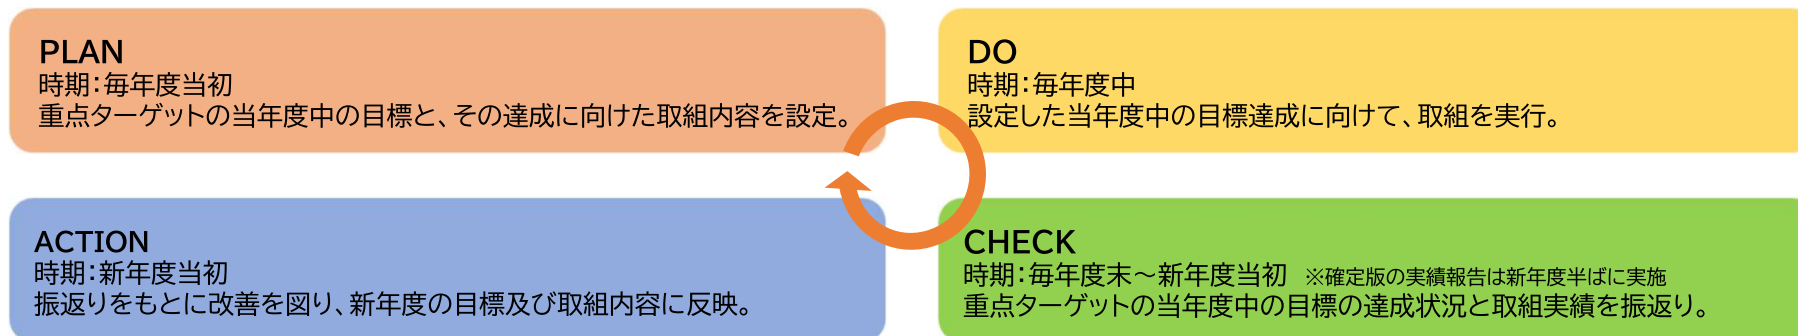 PLAN
時期：毎年度当初
重点ターゲットの当年度中の目標と、その達成に向けた取組内容を設定。
DO
時期：毎年度中
設定した当年度中の目標達成に向けて、取組を実行。
ACTION
時期：新年度当初
振返りをもとに改善を図り、新年度の目標及び取組内容に反映。
CHECK
時期：毎年度末～新年度当初 ※確定版の実績報告は新年度半ばに実施
重点ターゲットの当年度中の目標の達成状況と取組実績を振返り。